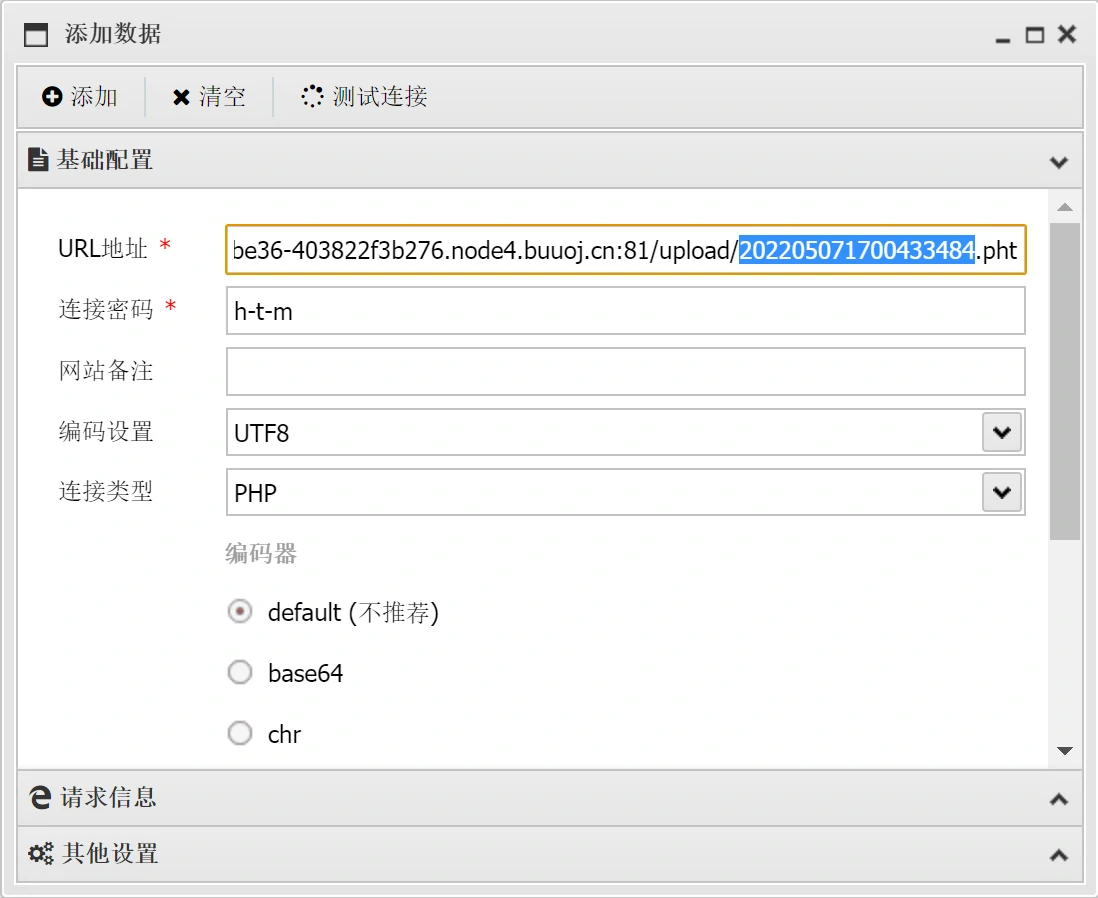 添加数据
添加 清空 测试连接
基础配置
URL地址 * be36-403822f3b276.node4.buuoj.cn:81/upload/202205071700433484.pht
连接密码 * h-t-m
网站备注
编码设置 UTF8
连接类型 PHP
编码器
default (不推荐)
base64
chr
请求信息
其他设置